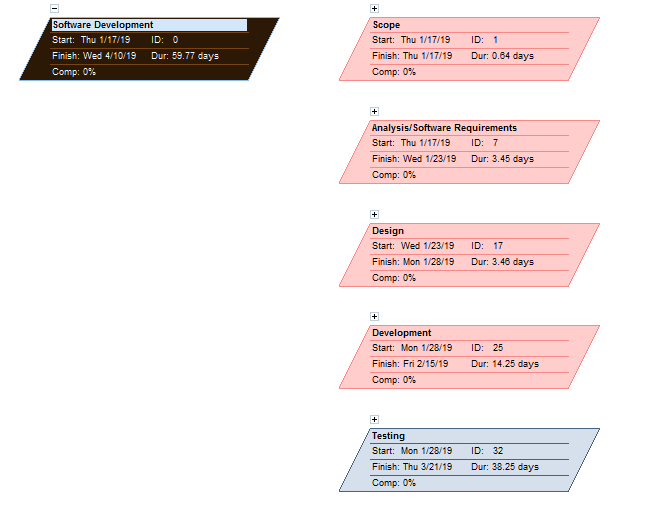 Software Development
Start: Thu 1/17/19 ID: 0
Finish: Wed 4/10/19 Dur: 59.77 days
Comp: 0%
Scope
Start: Thu 1/17/19 ID: 1
Finish: Thu 1/17/19 Dur: 0.64 days
Comp: 0%
Analysis/Software Requirements
Start: Thu 1/17/19 ID: 7
Finish: Wed 1/23/19 Dur: 3.45 days
Comp: 0%
Design
Start: Wed 1/23/19 ID: 17
Finish: Mon 1/28/19 Dur: 3.46 days
Comp: 0%
Development
Start: Mon 1/28/19 ID: 25
Finish: Fri 2/15/19 Dur: 14.25 days
Comp: 0%
Testing
Start: Mon 1/28/19 ID: 32
Finish: Thu 3/21/19 Dur: 38.25 days
Comp: 0%